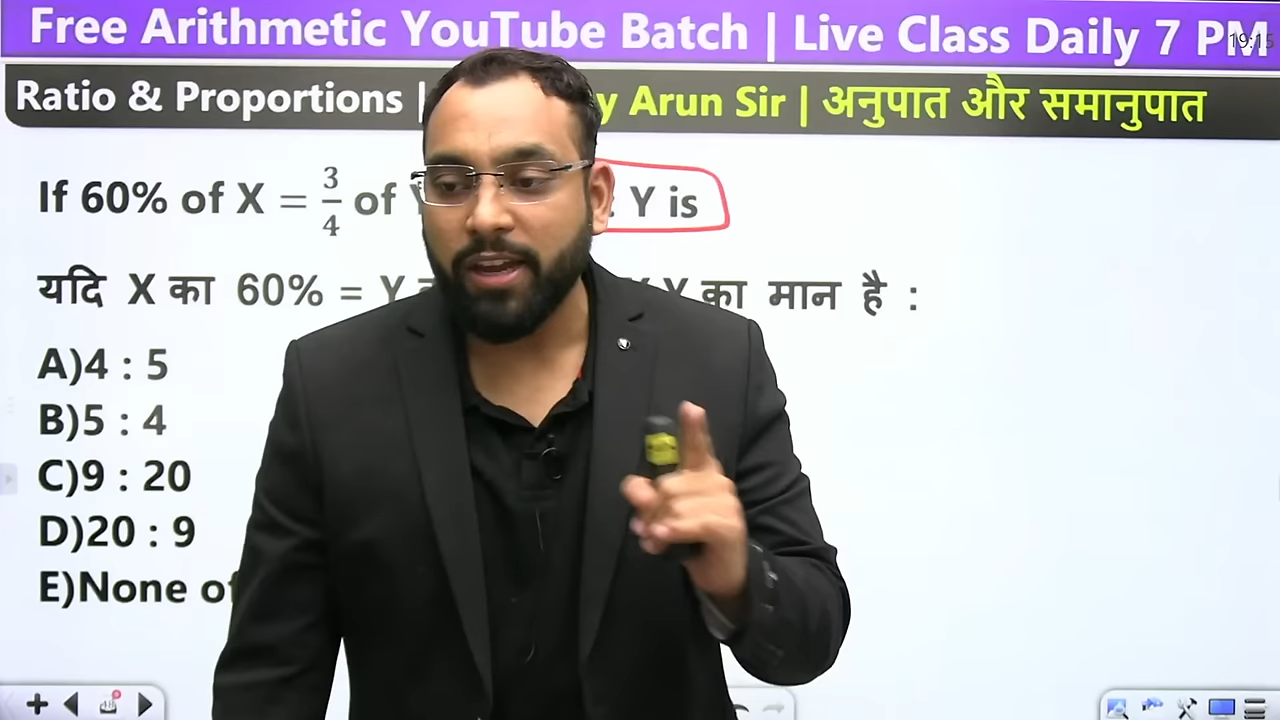 Free Arithmetic YouTube Batch | Live Class Daily 7 PM
19:15
Ratio & Proportions | y Arun Sir | अनुपात और समानुपात
If 60% of X = 3/4 of Y : Y is
यदि X का 60% = Y का मान है :
A)4 : 5
B)5 : 4
C)9 : 20
D)20 : 9
E)None of